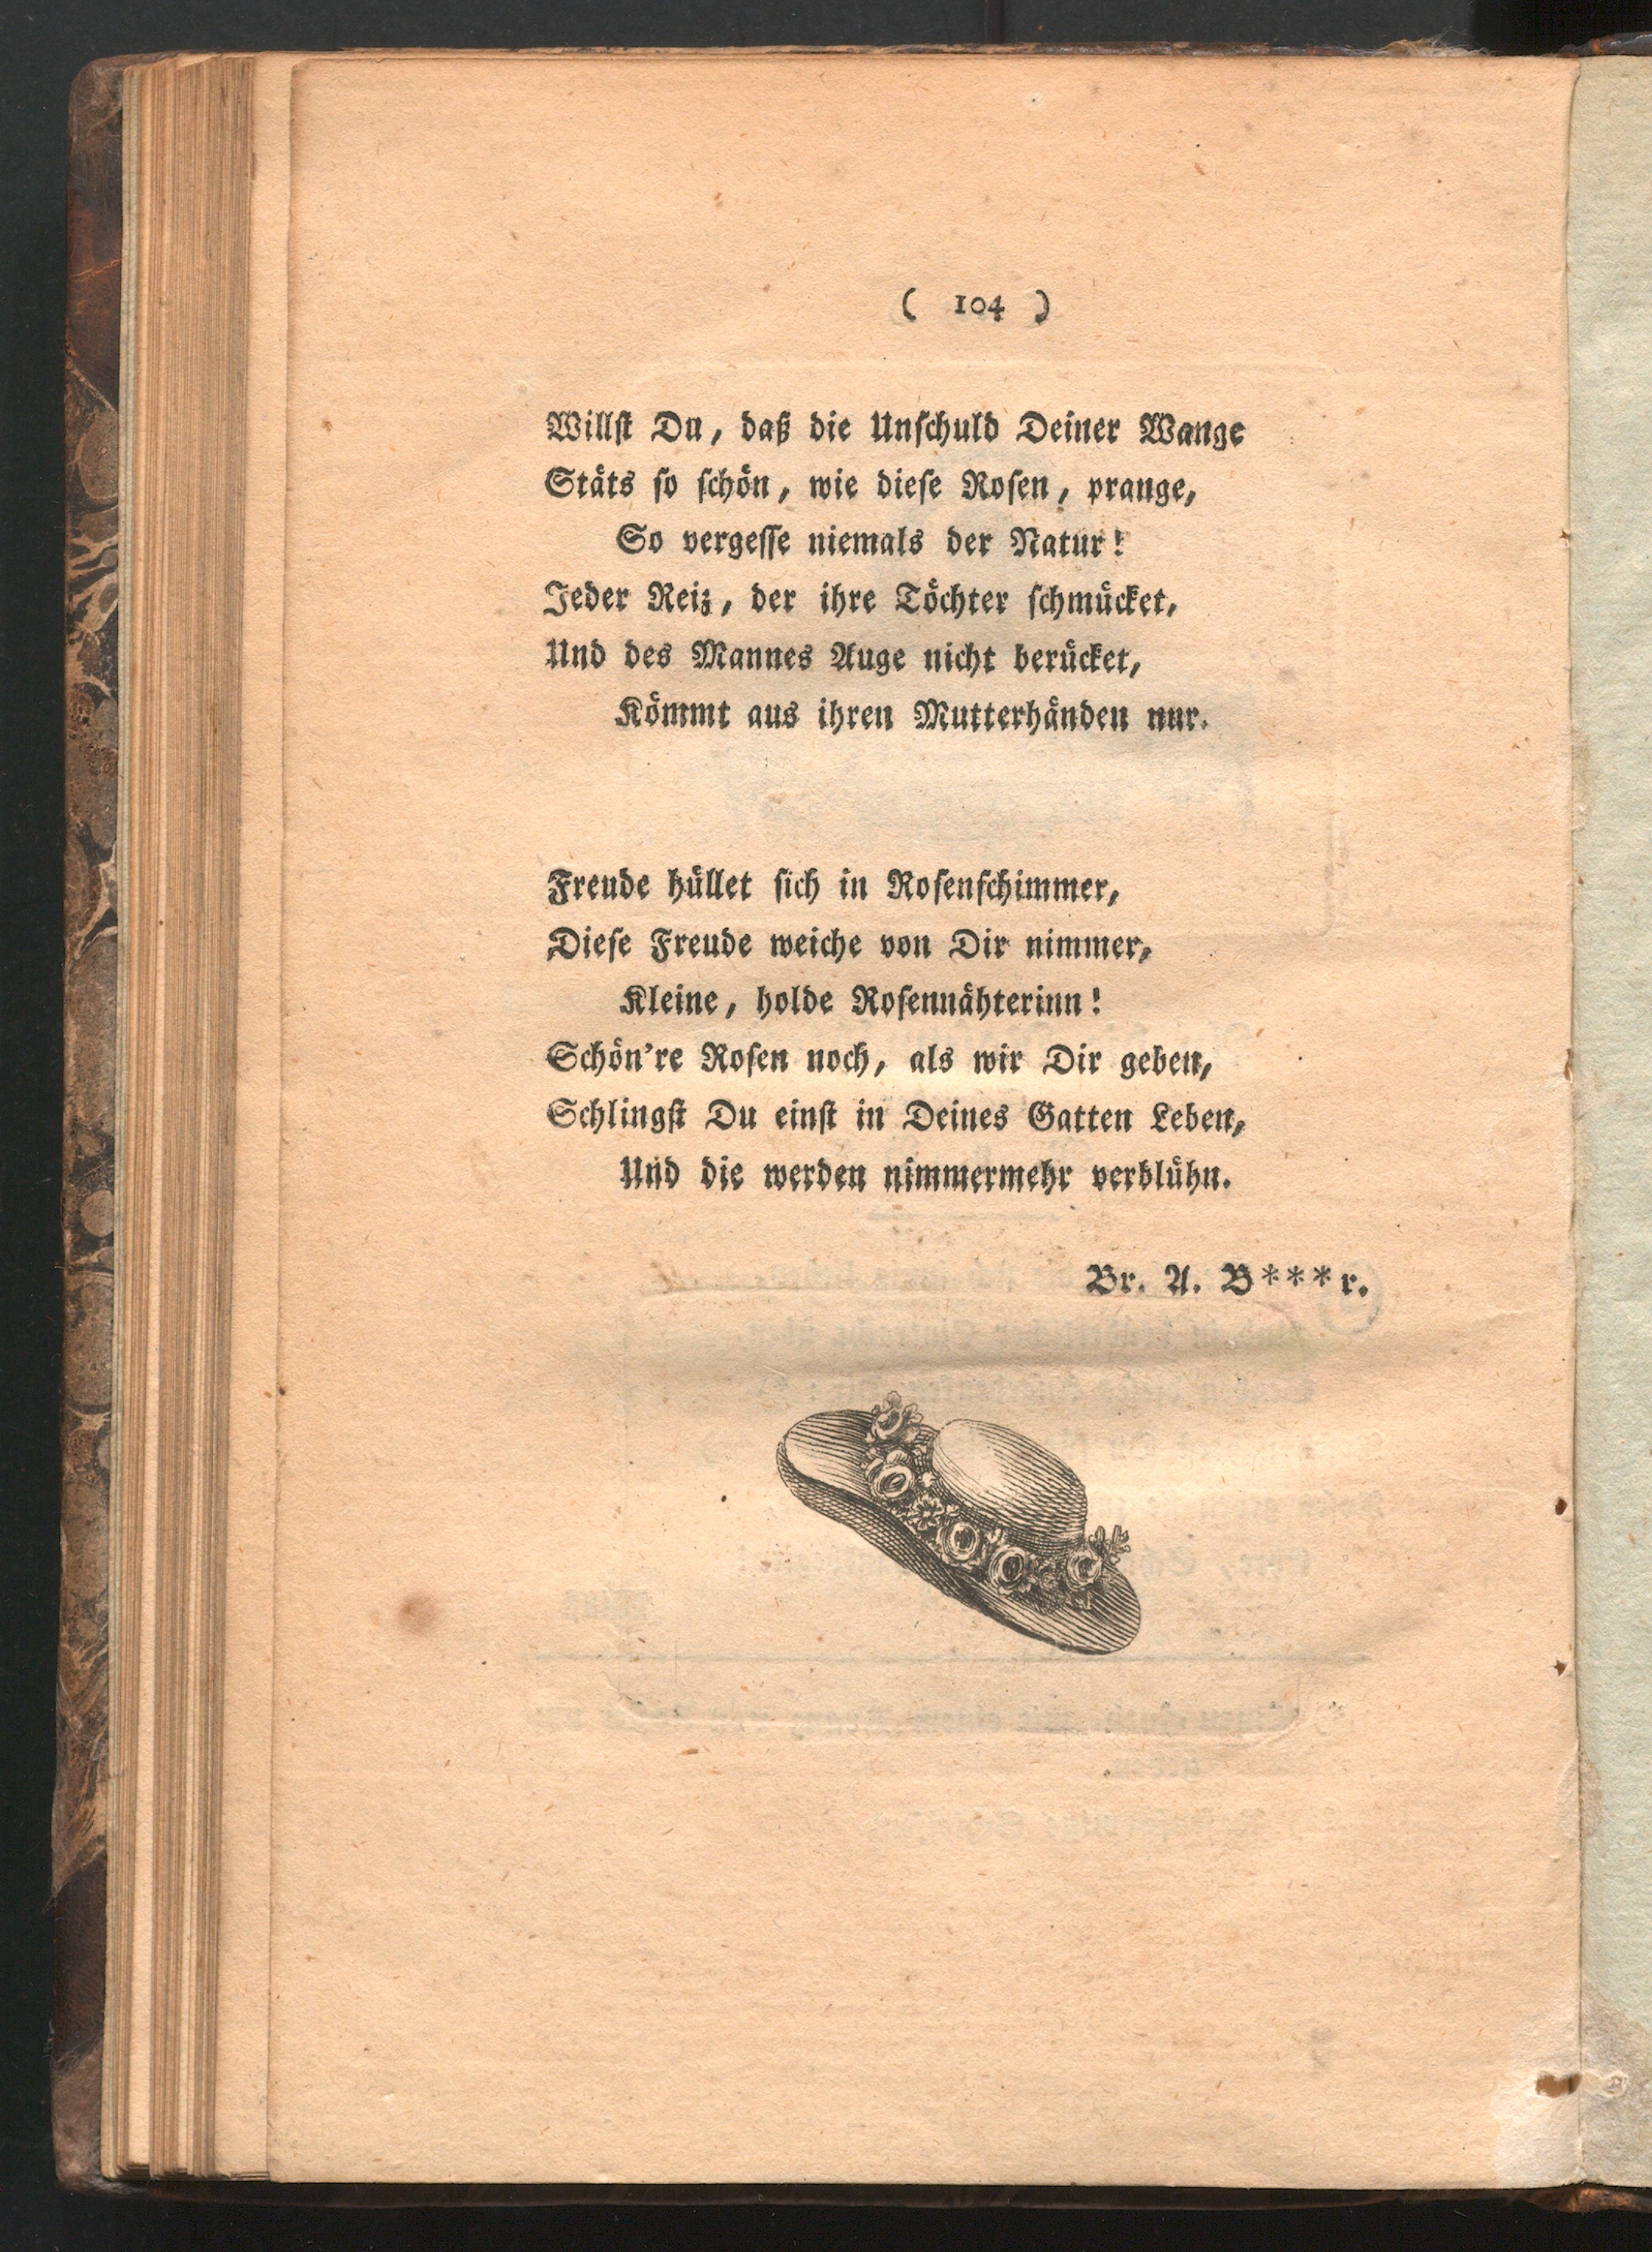 ( 104 )
Willst Du, daß die Unschuld Deiner Wange
Stäts so schön, wie diese Rosen, prange,
So vergesse niemals der Natur!
Jeder Reiz, der ihre Töchter schmücket,
Und des Mannes Auge nicht berücket,
Kömmt aus ihren Mutterhänden nur.
Freude hüllet sich in Rosenschimmer,
Diese Freude weiche von Dir nimmer,
Kleine, holde Rosennähterinn!
Schön're Rosen noch, als wir Dir geben,
Schlingst Du einst in Deines Gatten Leben,
Und die werden nimmermehr verblühn.
Br. A. B***r.